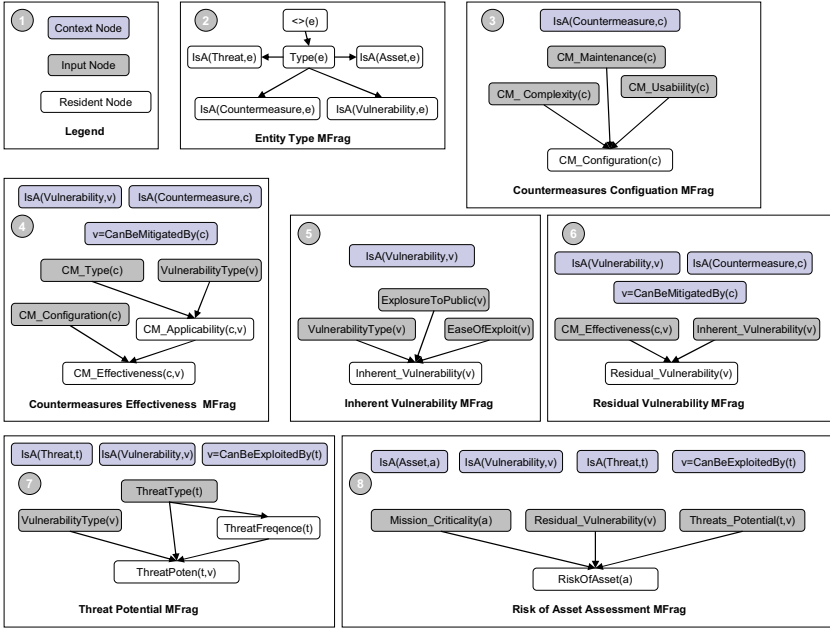 1
Context Node
Input Node
Resident Node
Legend
2
<>(e)
IsA(Threat,e)
Type(e)
IsA(Asset,e)
IsA(Countermeasure,e)
IsA(Vulnerability,e)
Entity Type MFrag
3
IsA(Countermeasure,c)
CM_Maintenance(c)
CM_ Complexity(c)
CM_Usabiility(c)
CM_Configuration(c)
Countermeasures Configuation MFrag
IsA(Vulnerability,v)
IsA(Countermeasure,c)
4
v=CanBeMitigatedBy(c)
CM_Type(c)
VulnerabilityType(v)
CM_Configuration(c)
CM_Applicability(c,v)
CM_Effectiveness(c,v)
Countermeasures Effectiveness MFrag
5
IsA(Vulnerability,v)
ExplosureToPublic(v)
VulnerabilityType(v)
EaseOfExploit(v)
Inherent_Vulnerability(v)
Inherent Vulnerability MFrag
6
IsA(Vulnerability,v)
IsA(Countermeasure,c)
v=CanBeMitigatedBy(c)
CM_Effectiveness(c,v)
Inherent_Vulnerability(v)
Residual_Vulnerability(v)
Residual Vulnerability MFrag
IsA(Threat,t)
IsA(Vulnerability,v)
v=CanBeExploitedBy(t)
7
ThreatType(t)
VulnerabilityType(v)
ThreatFreqence(t)
ThreatPoten(t,v)
Threat Potential MFrag
IsA(Asset,a)
IsA(Vulnerability,v)
IsA(Threat,t)
v=CanBeExploitedBy(t)
8
Mission_Criticality(a)
Residual_Vulnerability(v)
Threats_Potential(t,v)
RiskOfAsset(a)
Risk of Asset Assessment MFrag